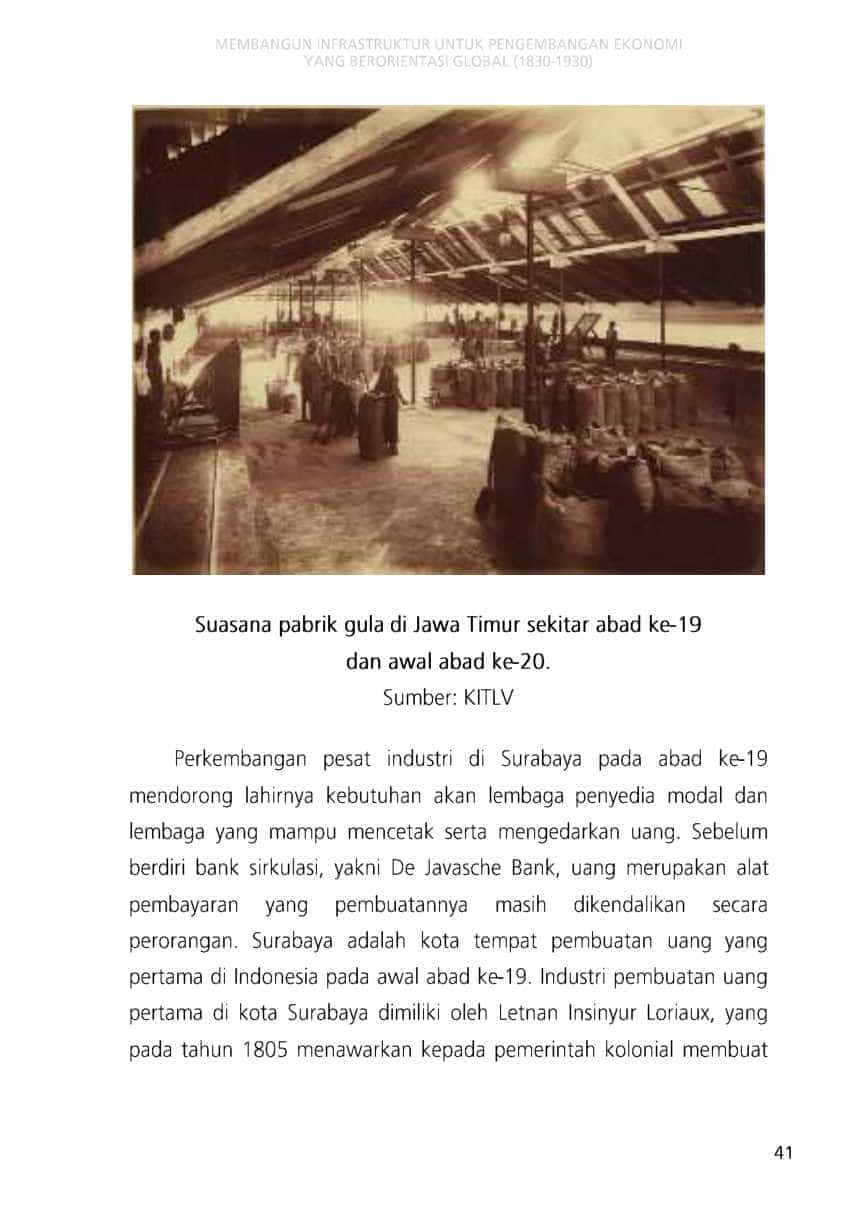 MEMBANGUN INFRASTRUKTUR UNTUK PENGEMBANGAN EKONOMI
YANG BERORIENTASI GLOBAL (1830-1930)
Suasana pabrik gula di Jawa Timur sekitar abad ke-19
dan awal abad ke-20.
Sumber: KITLV
Perkembangan pesat industri di Surabaya pada abad ke-19
mendorong lahirnya kebutuhan akan lembaga penyedia modal dan
lembaga yang mampu mencetak serta mengedarkan uang. Sebelum
berdiri bank sirkulasi, yakni De Javasche Bank, uang merupakan alat
pembayaran yang pembuatannya masih dikendalikan secara
perorangan. Surabaya adalah kota tempat pembuatan uang yang
pertama di Indonesia pada awal abad ke-19. Industri pembuatan uang
pertama di kota Surabaya dimiliki oleh Letnan Insinyur Loriaux, yang
pada tahun 1805 menawarkan kepada pemerintah kolonial membuat
41